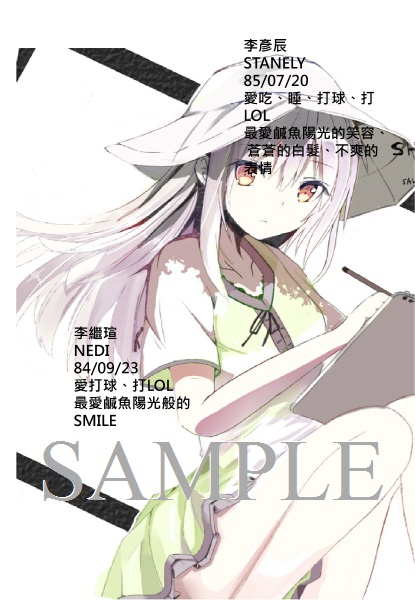 李彥辰
STANELY
85/07/20
愛吃、睡、打球、打
LOL
最愛鹹魚陽光的笑容、
蒼蒼的白髮、不爽的
表情
李繼瑄
NEDI
84/09/23
愛打球、打LOL
最愛鹹魚陽光般的
SMILE
SAMPLE